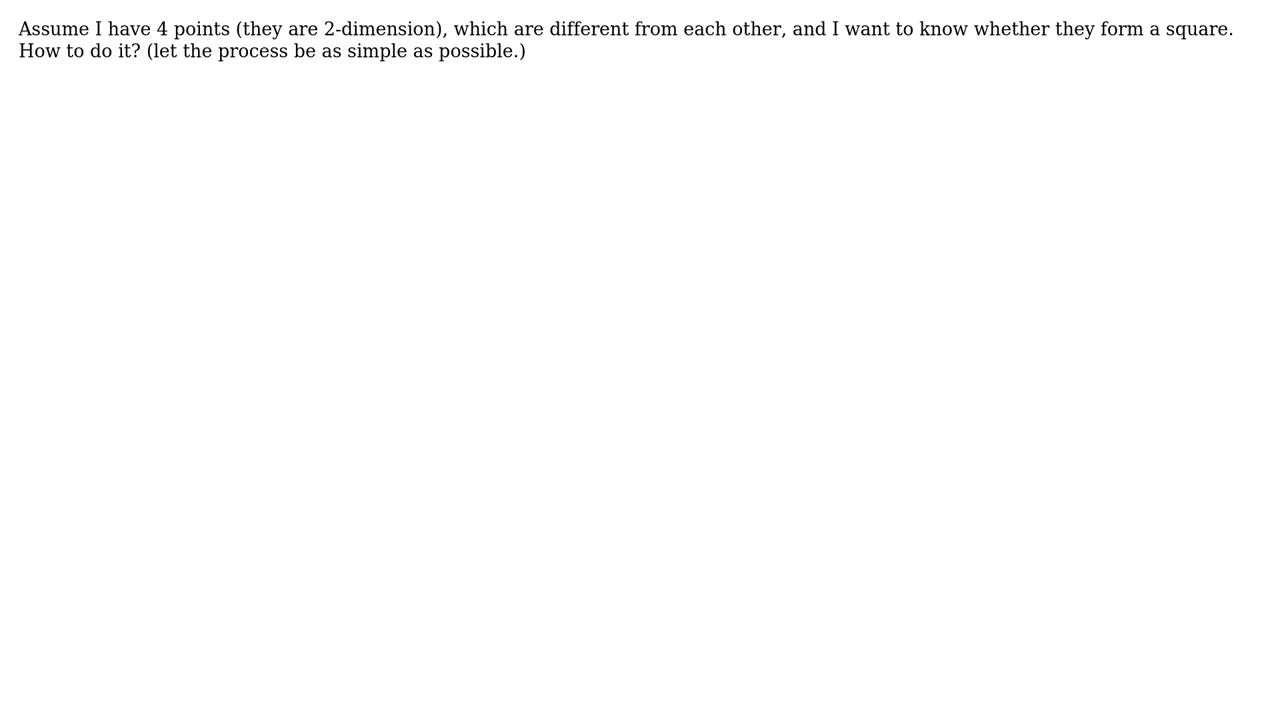 Assume I have 4 points (they are 2-dimension), which are different from each other, and I want to know whether they form a square.
How to do it? (let the process be as simple as possible.)